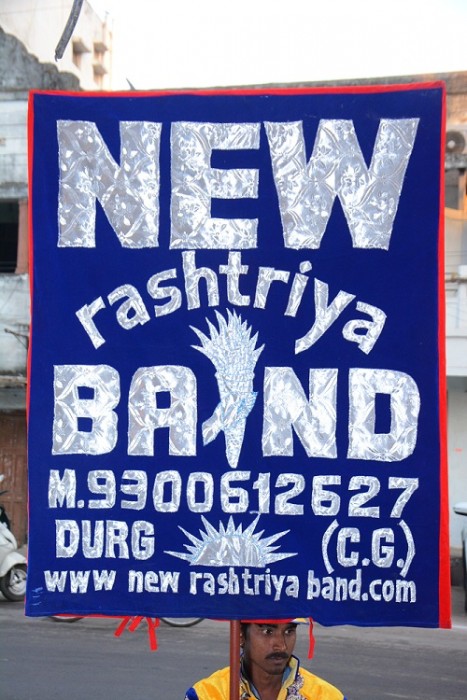 NEW
rashtriya
BAND
M.9300612627
DURG (C.G.)
www new rashtriya band.com